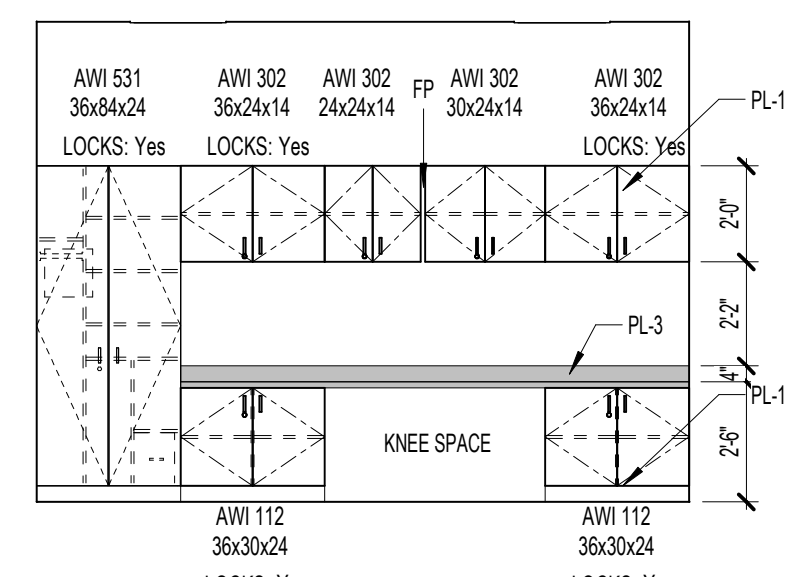 AWI 531
36x84x24
LOCKS: Yes
AWI 302
36x24x14
LOCKS: Yes
AWI 302
24x24x14
FP
AWI 302
30x24x14
AWI 302
36x24x14
LOCKS: Yes
PL-1
2'-0"
2'-2"
PL-3
4"
PL-1
2'-6"
KNEE SPACE
AWI 112
36x30x24
AWI 112
36x30x24